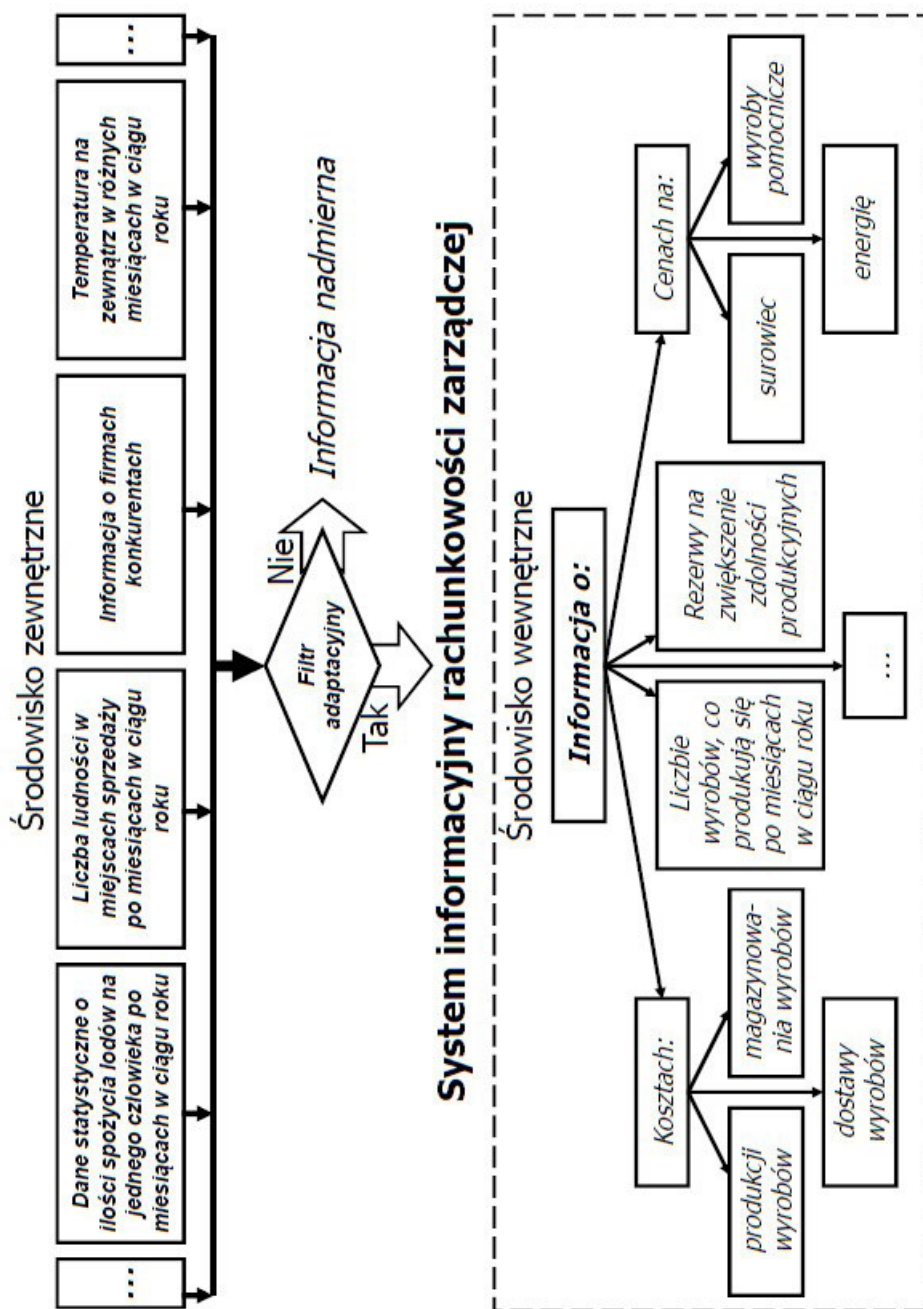 Środowisko zewnętrzne
...
Dane statystyczne o
ilości spożycia lodów na
jednego człowieka po
miesiącach w ciągu roku
Liczba ludności w
miejscach sprzedaży
po miesiącach w ciągu
roku
Informacja o firmach
konkurentach
Temperatura na
zewnątrz w różnych
miesiącach w ciągu
roku
...
Filtr
adaptacyjny
Nie
Informacja nadmierna
Tak
System informacyjny rachunkowości zarządczej
Środowisko wewnętrzne
Informacja o:
Kosztach:
produkcji
wyrobów
magazynowa-
nia wyrobów
dostawy
wyrobów
Liczbie
wyrobów, co
produkują się
po miesiącach
w ciągu roku
Rezerwy na
zwiększenie
zdolności
produkcyjnych
...
Cenach na:
surowiec
wyroby
pomocnicze
energię